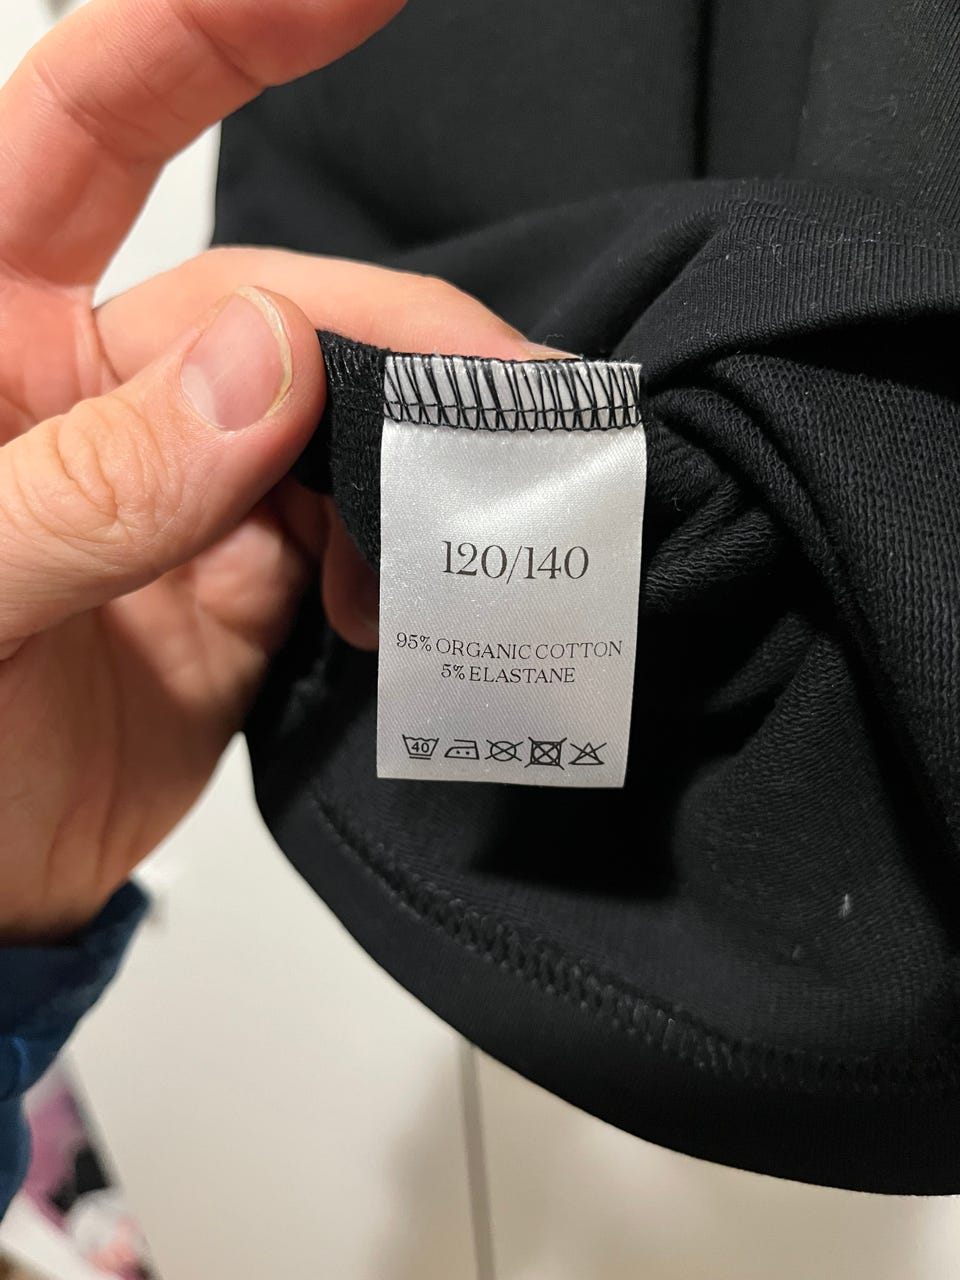 120/140
95% ORGANIC COTTON
5% ELASTANE
40